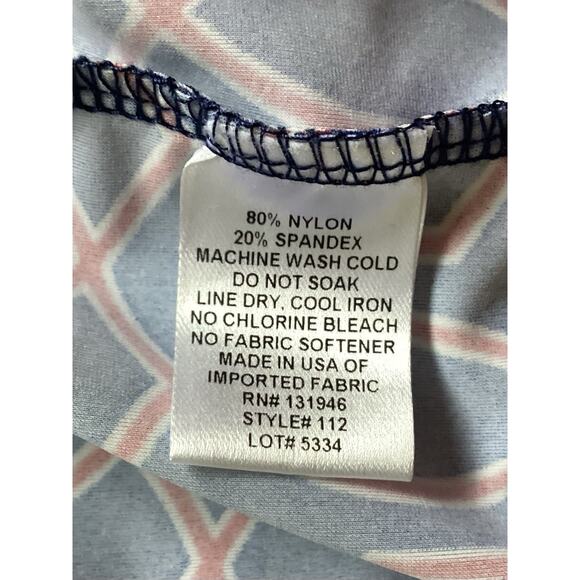 80% NYLON
20% SPANDEX
MACHINE WASH COLD
DO NOT SOAK
LINE DRY, COOL IRON
NO CHLORINE BLEACH
NO FABRIC SOFTENER
MADE IN USA OF
IMPORTED FABRIC
RN# 131946
STYLE# 112
LOT# 5334